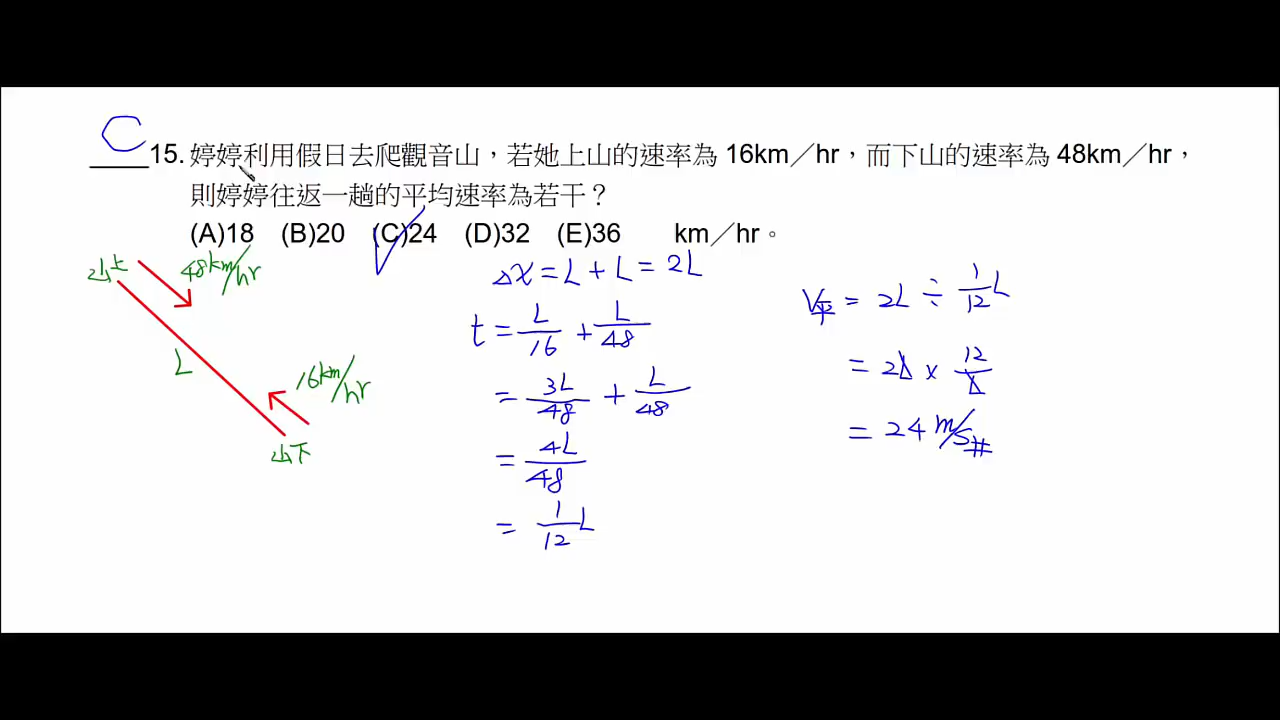 C
15. 婷婷利用假日去爬觀音山，若她上山的速率為 16km／hr，而下山的速率為 48km／hr，
則婷婷往返一趟的平均速率為若干？
(A)18 (B)20 (C)24 (D)32 (E)36 km／hr。
山上
48km/hr
L
16km/hr
山下
Δx = L + L = 2L
t = L/16 + L/48
= 3L/48 + L/48
= 4L/48
= 1/12 L
V平 = 2L ÷ 1/12 L
= 2L × 12/L
= 24 m/s #